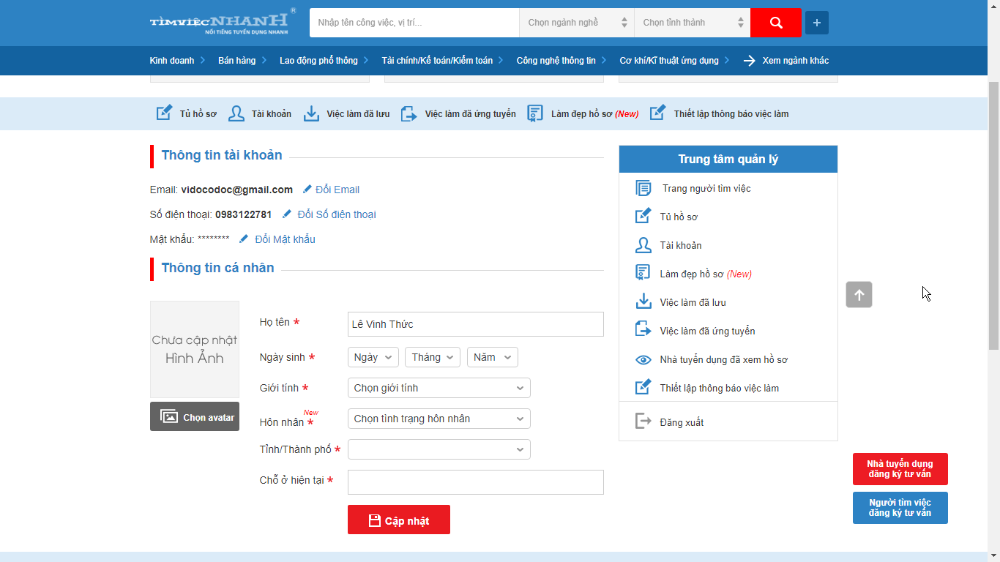 TÌMVIỆCNHANH®
NỔI TIẾNG TUYỂN DỤNG NHANH
Nhập tên công việc, vị trí...
Chọn ngành nghề
Chọn tỉnh thành
+
Kinh doanh
Bán hàng
Lao động phổ thông
Tài chính/Kế toán/Kiểm toán
Công nghệ thông tin
Cơ khí/Kĩ thuật ứng dụng
Xem ngành khác
Tủ hồ sơ
Tài khoản
Việc làm đã lưu
Việc làm đã ứng tuyển
Làm đẹp hồ sơ (New)
Thiết lập thông báo việc làm
Thông tin tài khoản
Email: vidocodoc@gmail.com Đổi Email
Số điện thoại: 0983122781 Đổi Số điện thoại
Mật khẩu: ******** Đổi Mật khẩu
Thông tin cá nhân
Chưa cập nhật
Hình Ảnh
Chọn avatar
Họ tên * Lê Vinh Thức
Ngày sinh * Ngày Tháng Năm
Giới tính * Chọn giới tính
New
Hôn nhân * Chọn tình trạng hôn nhân
Tỉnh/Thành phố *
Chỗ ở hiện tại *
Cập nhật
Trung tâm quản lý
Trang người tìm việc
Tủ hồ sơ
Tài khoản
Làm đẹp hồ sơ (New)
Việc làm đã lưu
Việc làm đã ứng tuyển
Nhà tuyển dụng đã xem hồ sơ
Thiết lập thông báo việc làm
Đăng xuất
Nhà tuyển dụng
đăng ký tư vấn
Người tìm việc
đăng ký tư vấn